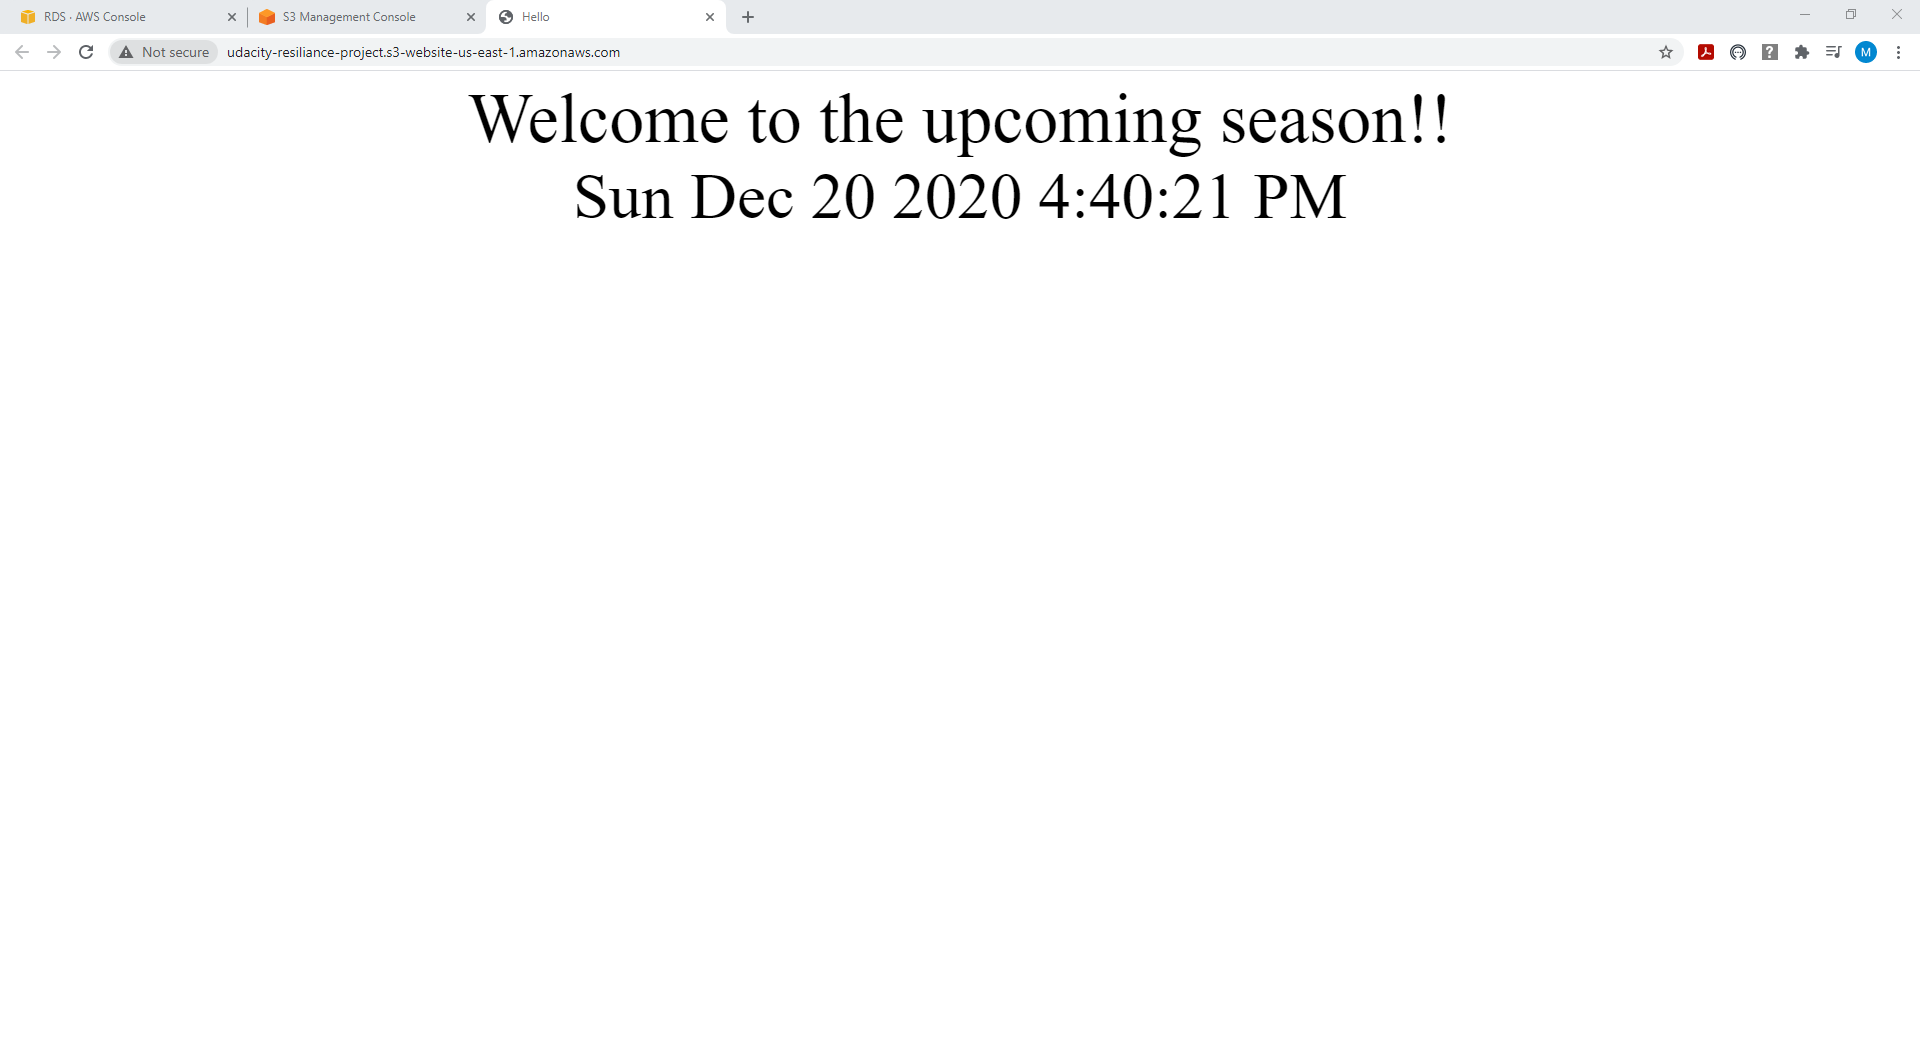 RDS · AWS Console
S3 Management Console
Hello
Not secure
udacity-resiliance-project.s3-website-us-east-1.amazonaws.com
?
M
Welcome to the upcoming season!!
Sun Dec 20 2020 4:40:21 PM